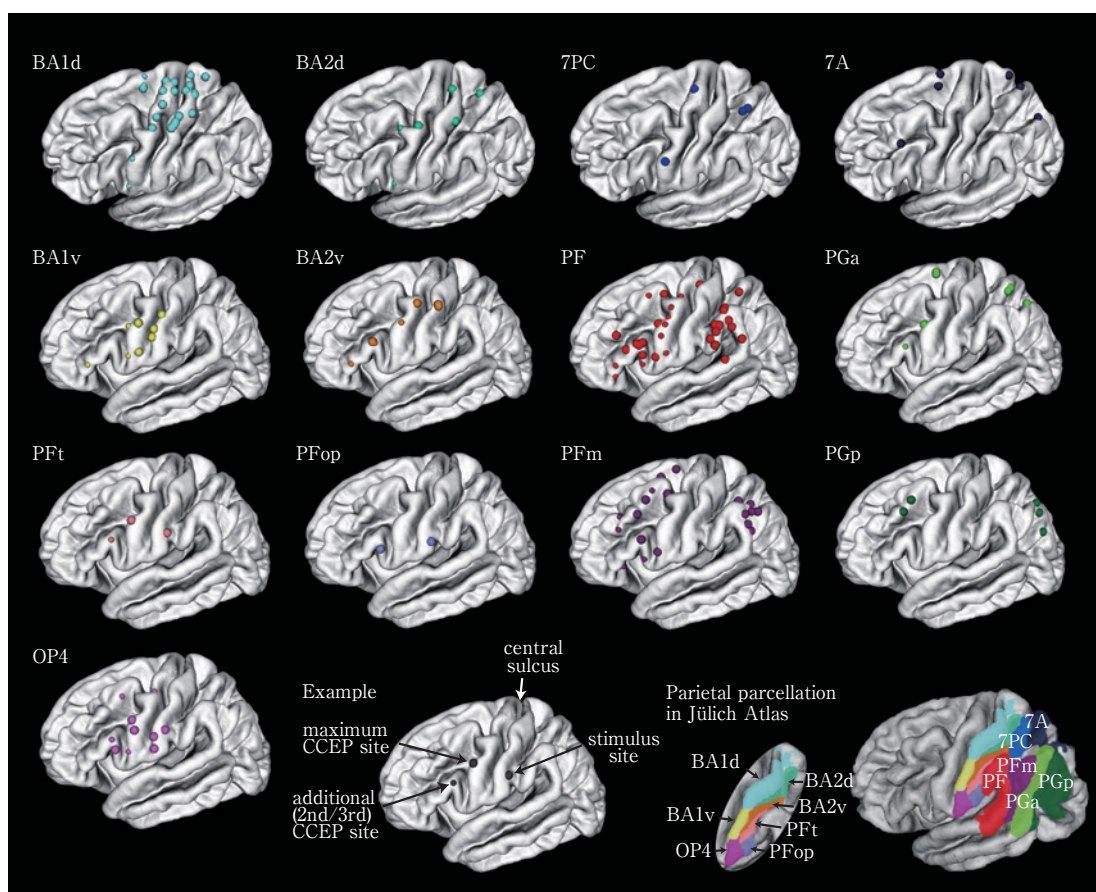 BA1d
BA2d
7PC
7A
BA1v
BA2v
PF
PGa
PFt
PFop
PFm
PGp
OP4
Example
central
sulcus
maximum
CCEP site
stimulus
site
additional
(2nd/3rd)
CCEP site
Parietal parcellation
in Jülich Atlas
BA1d
BA2d
BA2v
BA1v
PFt
OP4
PFop
7A
7PC
PFm
PF
PGp
PGa